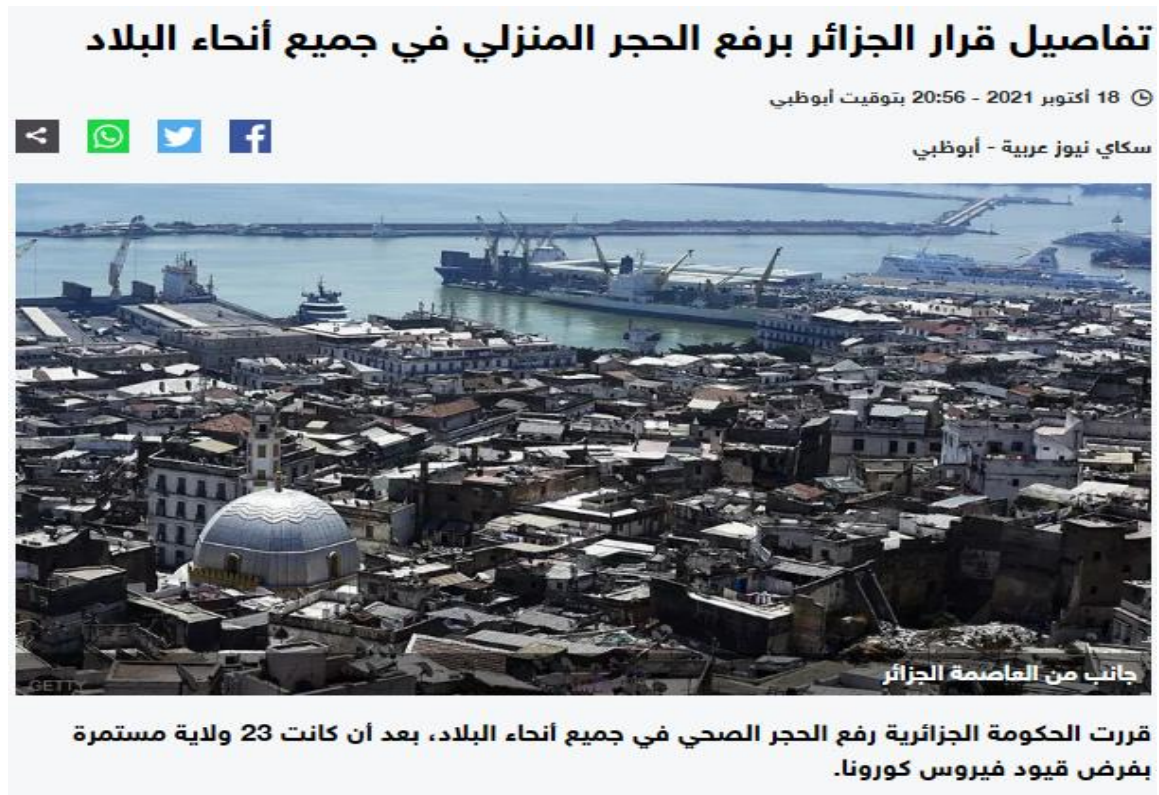 تفاصيل قرار الجزائر برفع الحجر المنزلي في جميع أنحاء البلاد
18 أكتوبر 2021 - 20:56 بتوقيت أبوظبي
سكاي نيوز عربية - أبوظبي
جانب من العاصمة الجزائر
GETTY
قررت الحكومة الجزائرية رفع الحجر الصحي في جميع أنحاء البلاد، بعد أن كانت 23 ولاية مستمرة
بفرض قيود فيروس كورونا.